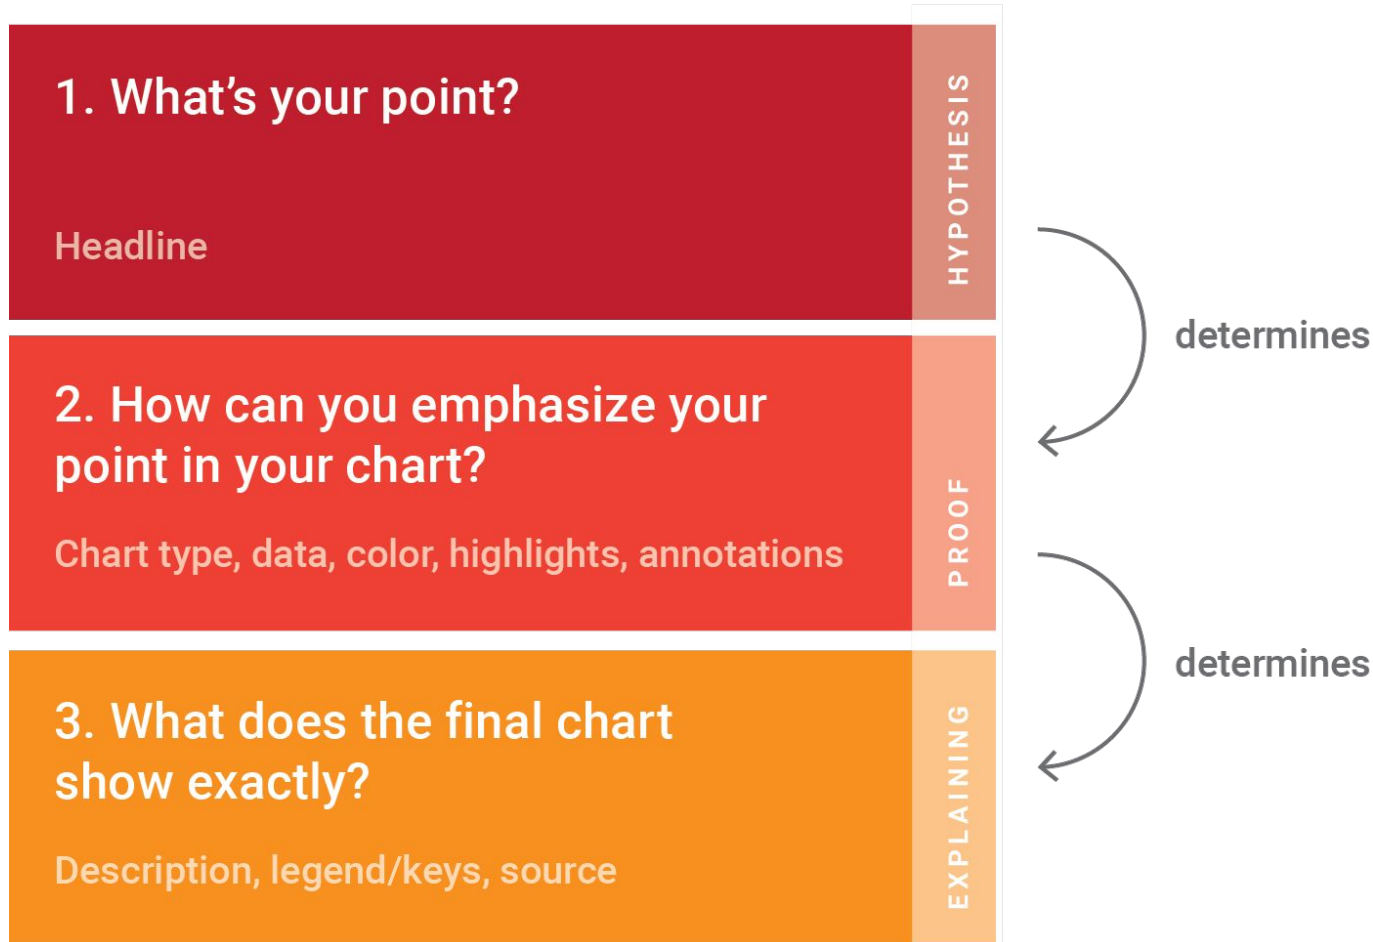 1. What’s your point?
Headline
HYPOTHESIS
determines
2. How can you emphasize your
point in your chart?
Chart type, data, color, highlights, annotations
PROOF
determines
3. What does the final chart
show exactly?
Description, legend/keys, source
EXPLAINING